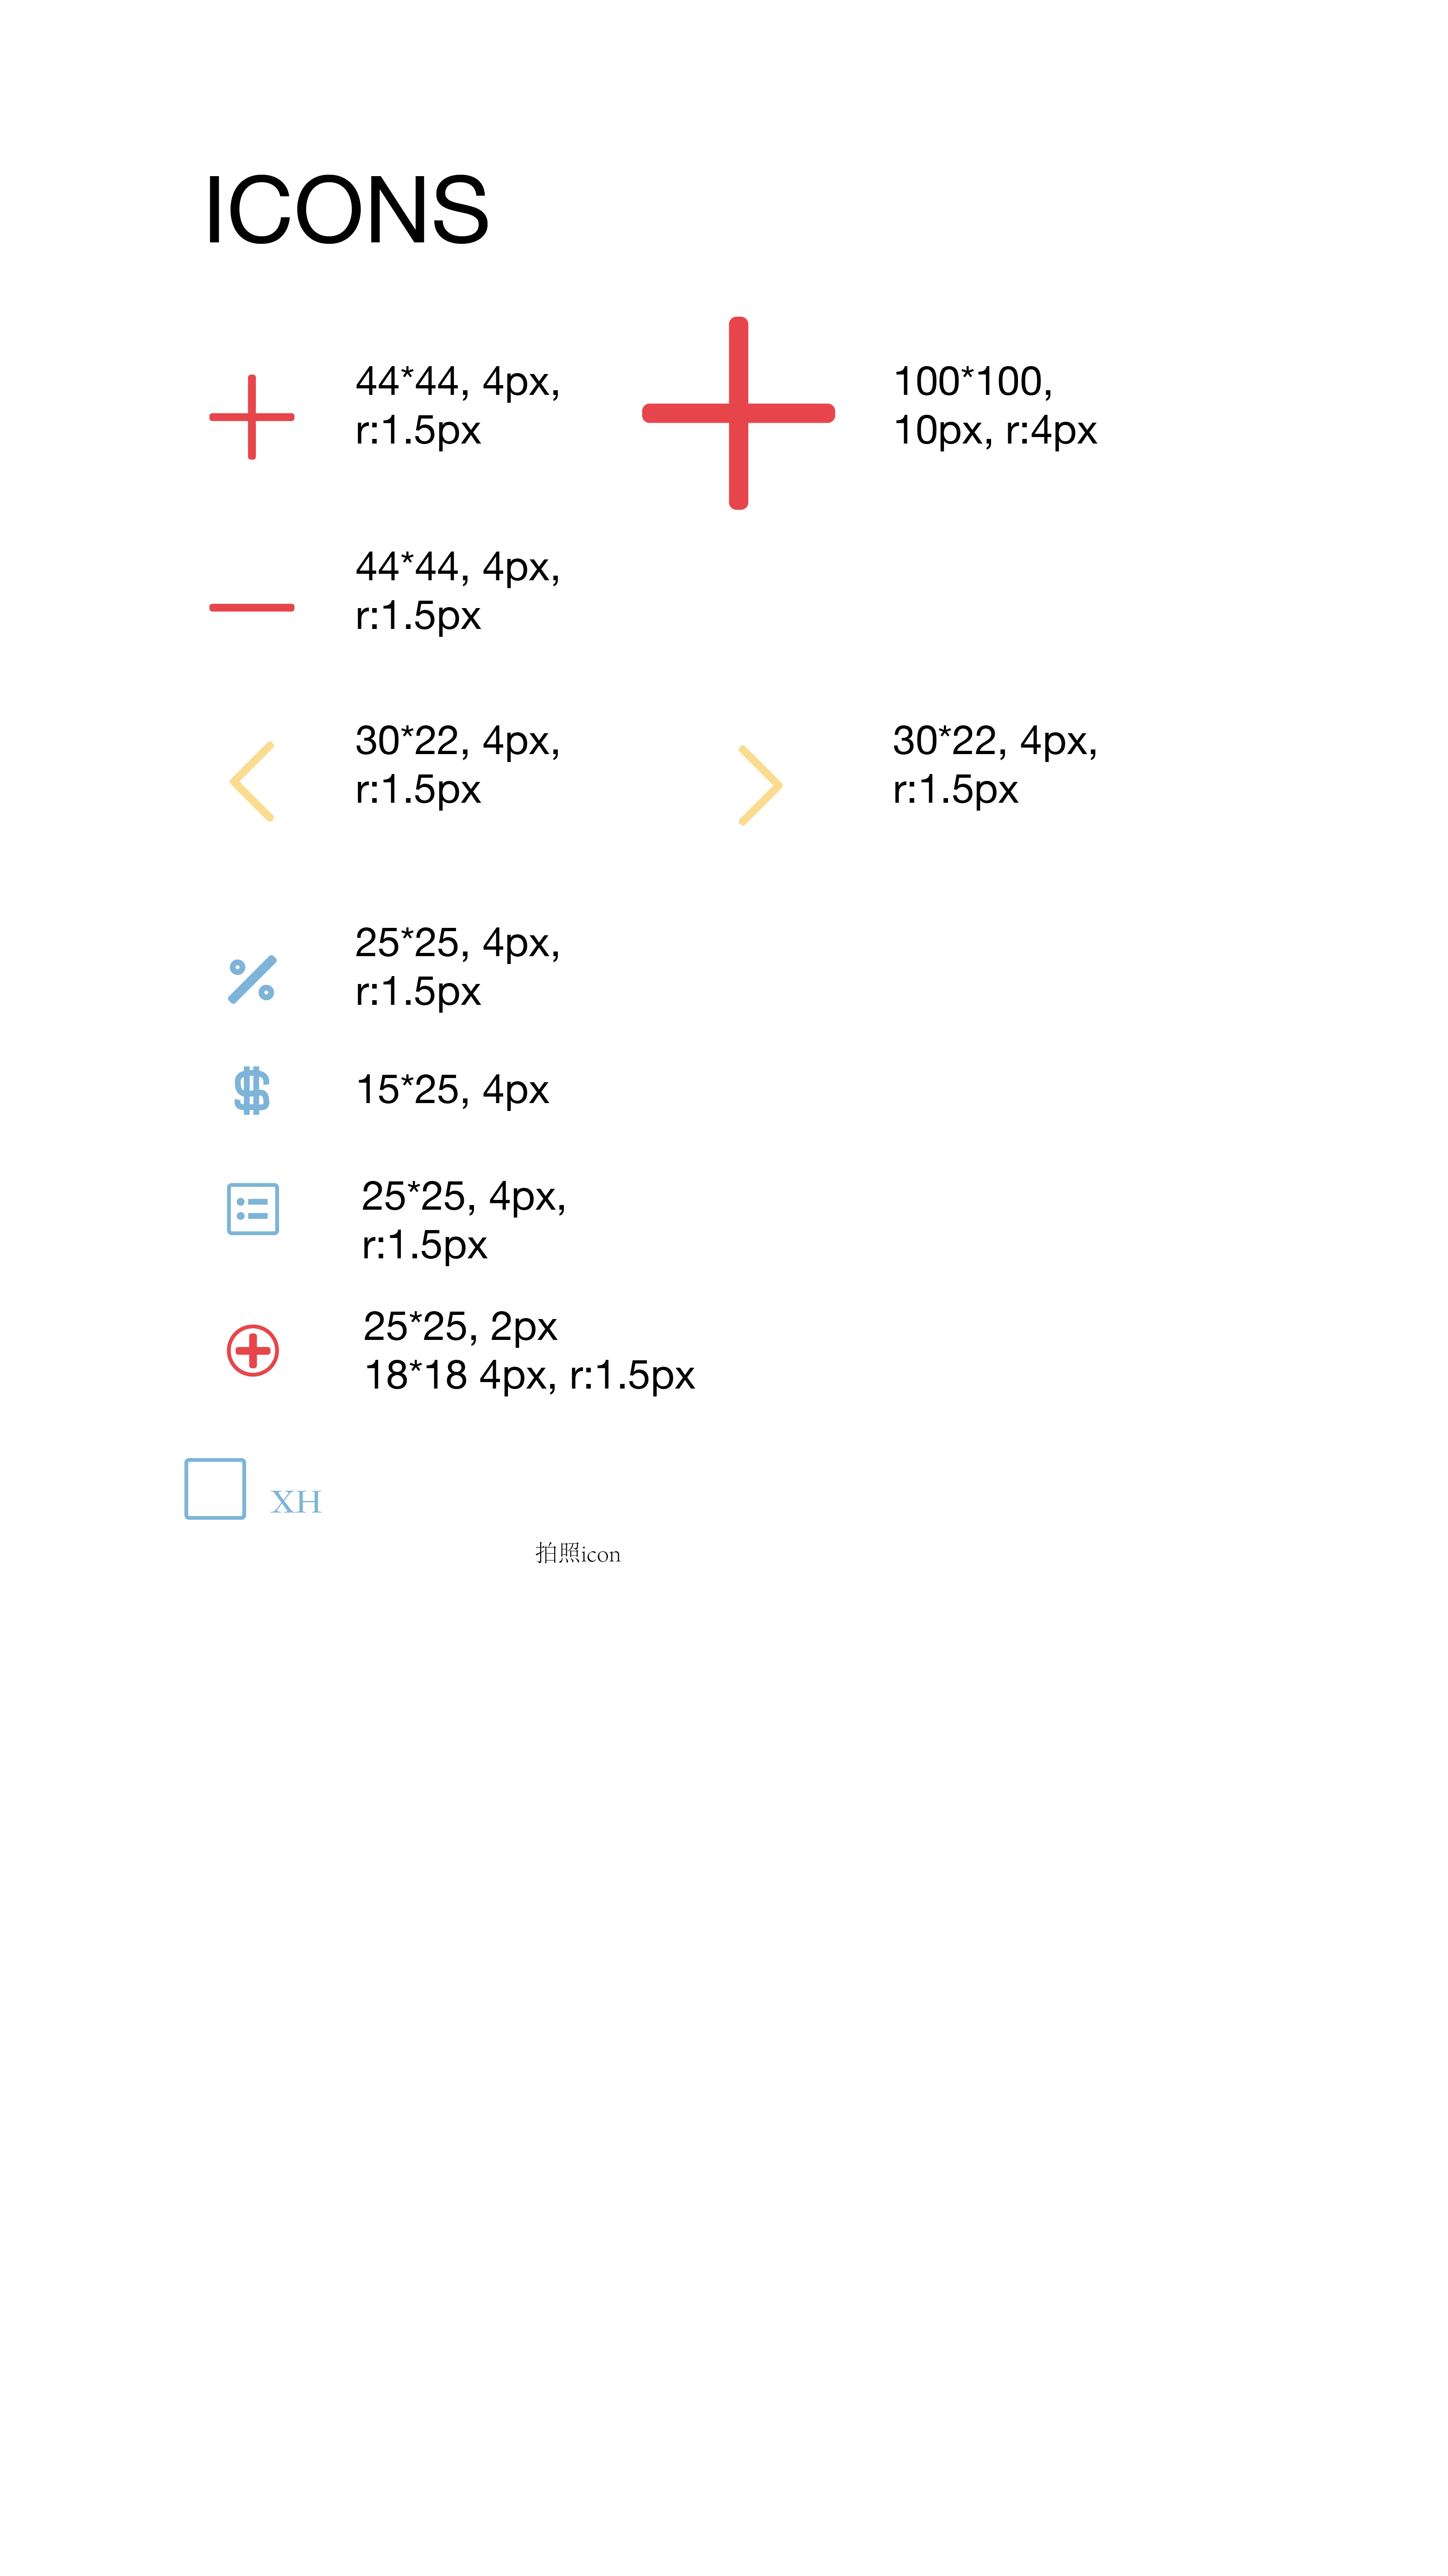 ICONS
44*44, 4px,
r:1.5px
100*100,
10px, r:4px
44*44, 4px,
r:1.5px
30*22, 4px,
r:1.5px
30*22, 4px,
r:1.5px
25*25, 4px,
r:1.5px
$
15*25, 4px
25*25, 4px,
r:1.5px
25*25, 2px
18*18 4px, r:1.5px
XH
拍照icon